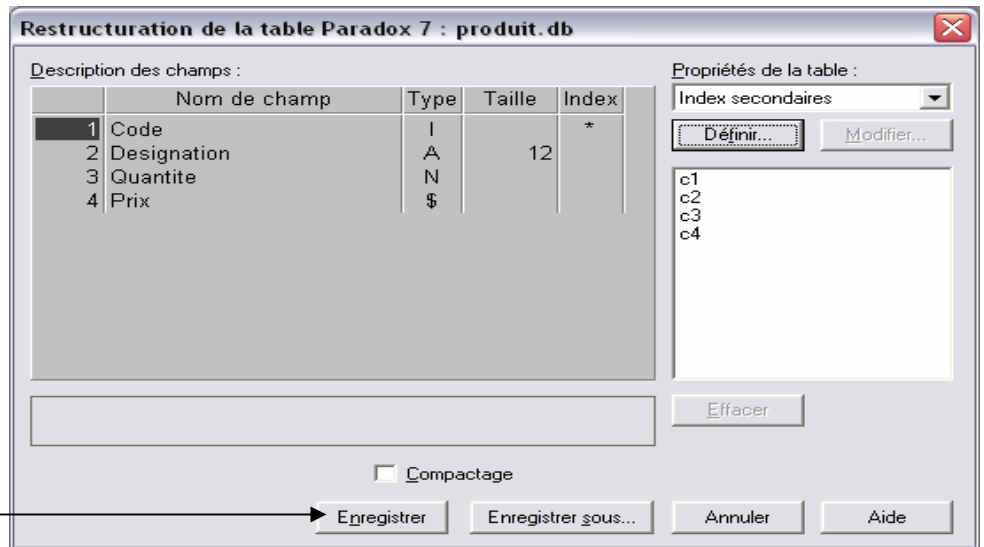 Restructuration de la table Paradox 7 : produit.db
Description des champs :
Nom de champ Type Taille Index
1 Code I *
2 Designation A 12
3 Quantite N
4 Prix $
Propriétés de la table :
Index secondaires
Définir... Modifier...
c1
c2
c3
c4
Effacer
Compactage
Enregistrer Enregistrer sous... Annuler Aide